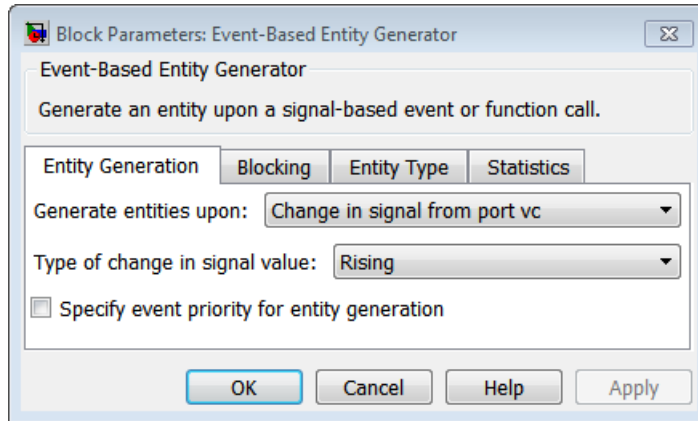 Block Parameters: Event-Based Entity Generator
Event-Based Entity Generator
Generate an entity upon a signal-based event or function call.
Entity Generation Blocking Entity Type Statistics
Generate entities upon: Change in signal from port vc
Type of change in signal value: Rising
Specify event priority for entity generation
OK Cancel Help Apply